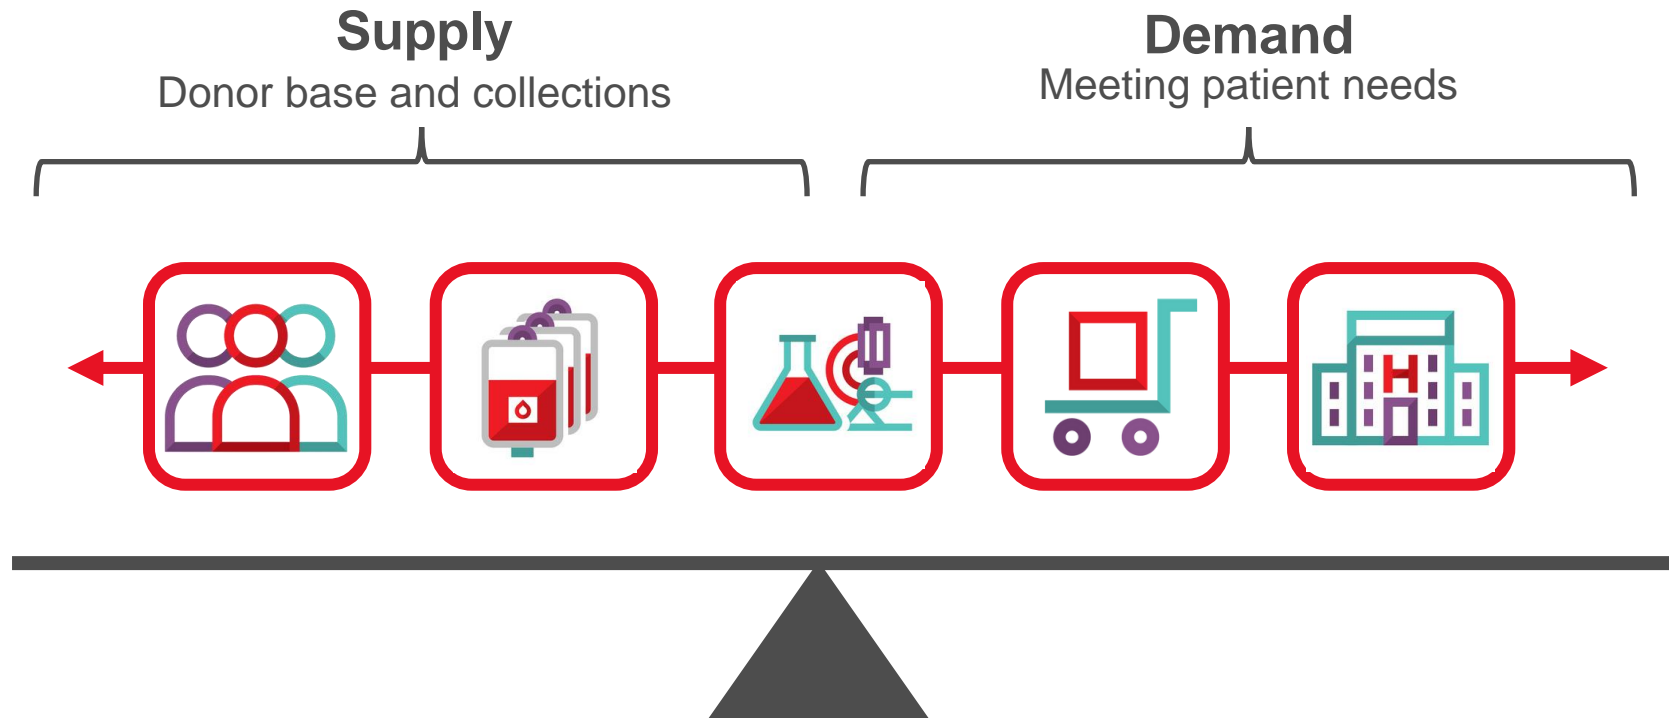 Supply
Donor base and collections
Demand
Meeting patient needs
H